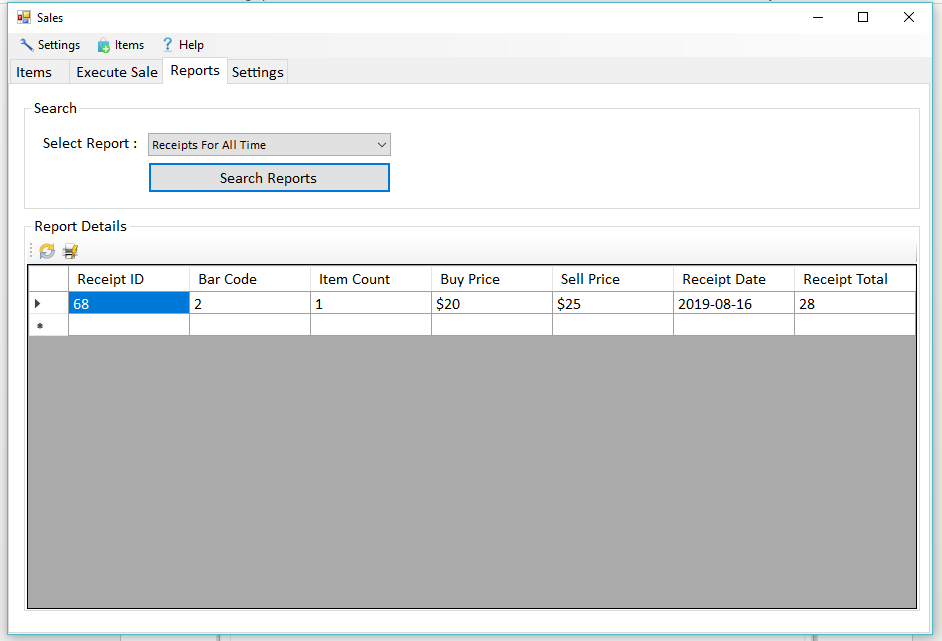 Sales
Settings Items ? Help
Items Execute Sale Reports Settings
Search
Select Report : Receipts For All Time
Search Reports
Report Details
Receipt ID Bar Code Item Count Buy Price Sell Price Receipt Date Receipt Total
68 2 1 $20 $25 2019-08-16 28